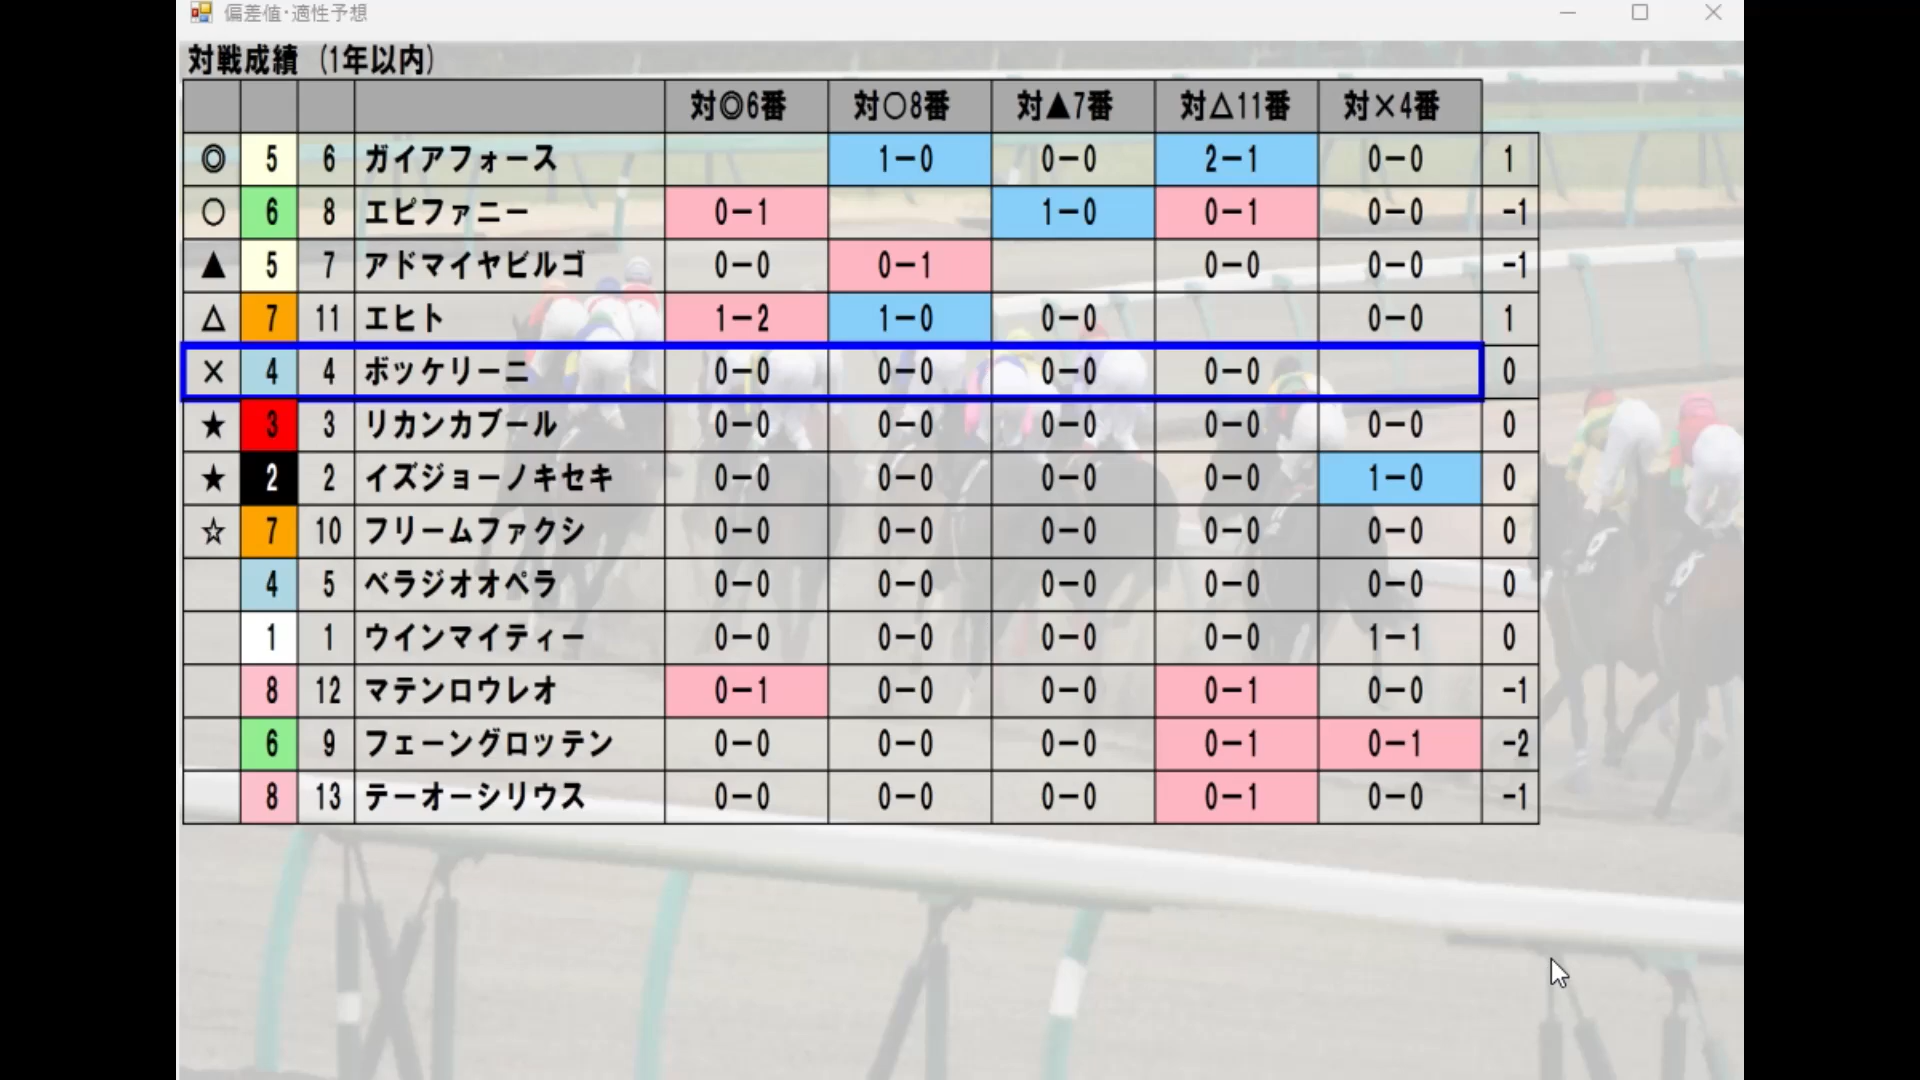 偏差値・適性予想
対戦成績 (1年以内)
対◎6番 対○8番 対▲7番 対△11番 対×4番
◎ 5 6 ガイアフォース 1-0 0-0 2-1 0-0 1
○ 6 8 エピファニー 0-1 1-0 0-1 0-0 -1
▲ 5 7 アドマイヤビルゴ 0-0 0-1 0-0 0-0 -1
△ 7 11 エヒト 1-2 1-0 0-0 0-0 1
× 4 4 ボッケリーニ 0-0 0-0 0-0 0-0 0
★ 3 3 リカンカブール 0-0 0-0 0-0 0-0 0-0 0
★ 2 2 イズジョーノキセキ 0-0 0-0 0-0 0-0 1-0 0
☆ 7 10 フリームファクシ 0-0 0-0 0-0 0-0 0-0 0
4 5 ベラジオオペラ 0-0 0-0 0-0 0-0 0-0 0
1 1 ウインマイティー 0-0 0-0 0-0 0-0 1-1 0
8 12 マテンロウレオ 0-1 0-0 0-0 0-1 0-0 -1
6 9 フェーングロッテン 0-0 0-0 0-0 0-1 0-1 -2
8 13 テーオーシリウス 0-0 0-0 0-0 0-1 0-0 -1